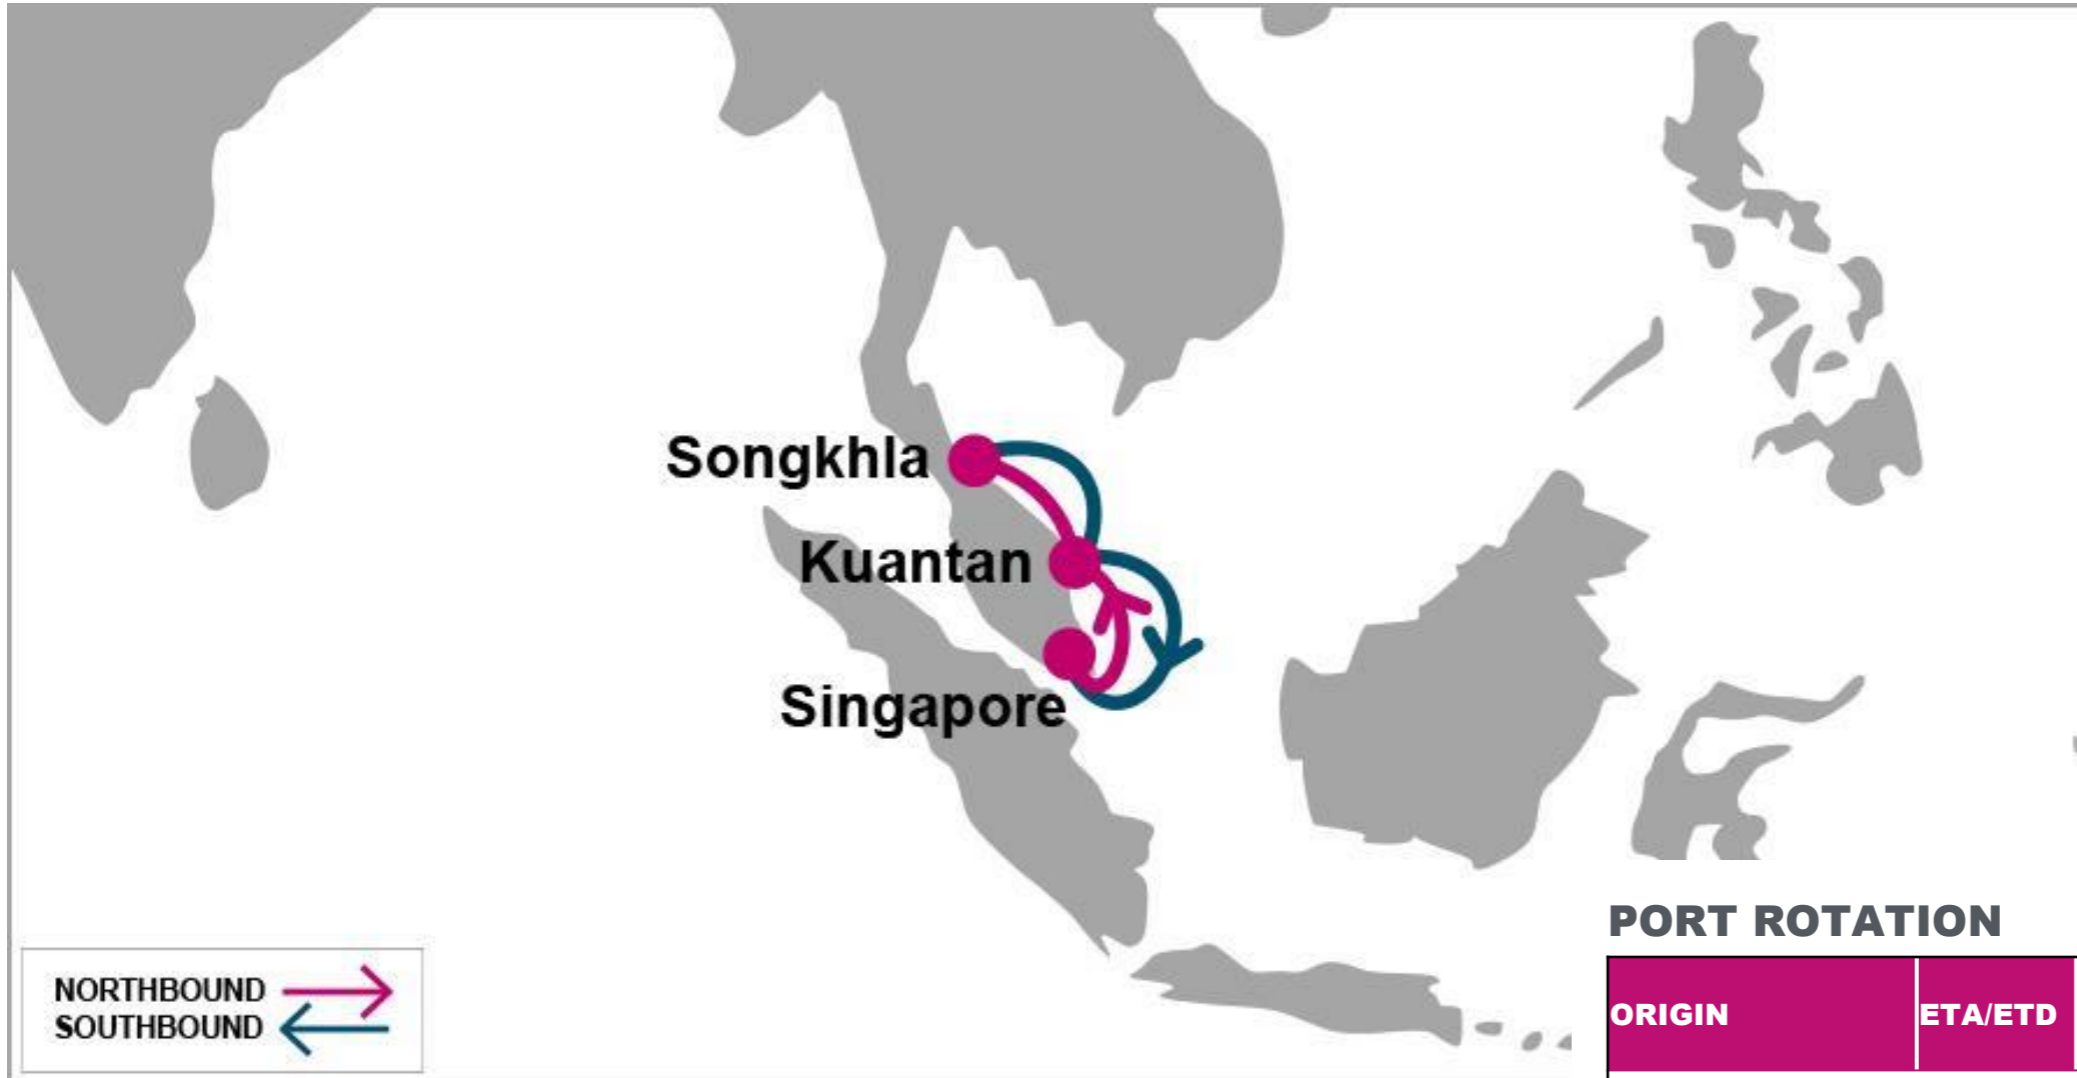 Songkhla
Kuantan
Singapore
NORTHBOUND
SOUTHBOUND
PORT ROTATION
ORIGIN ETA/ETD